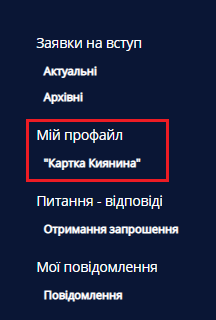 Заявки на вступ
Актуальні
Архівні
Мій профайл
"Картка Киянина"
Питання - відповіді
Отримання запрошення
Мої повідомлення
Повідомлення